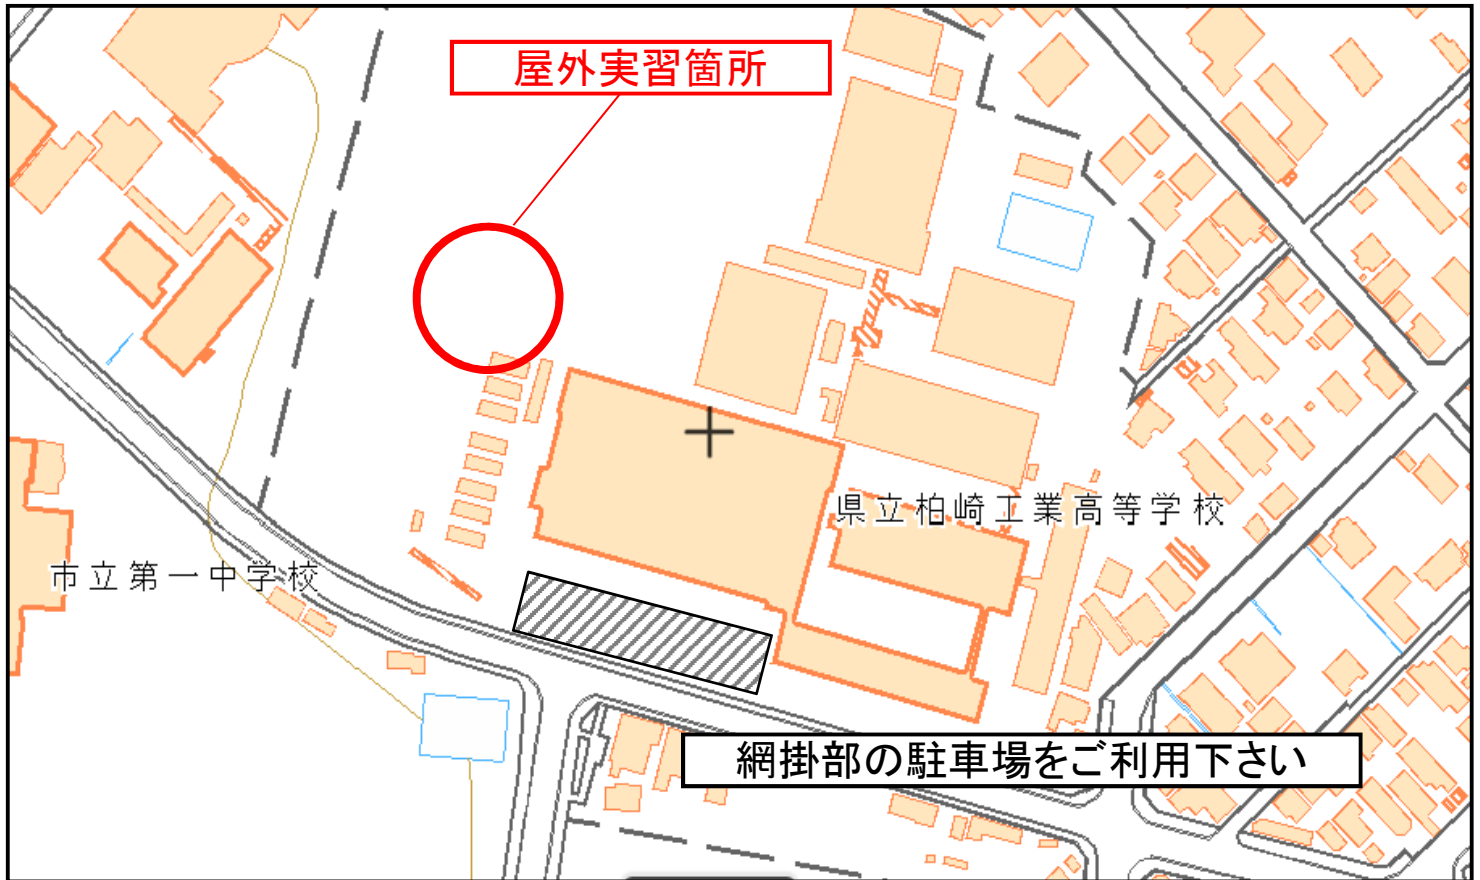 屋外実習箇所
県立柏崎工業高等学校
市立第一中学校
網掛部の駐車場をご利用下さい